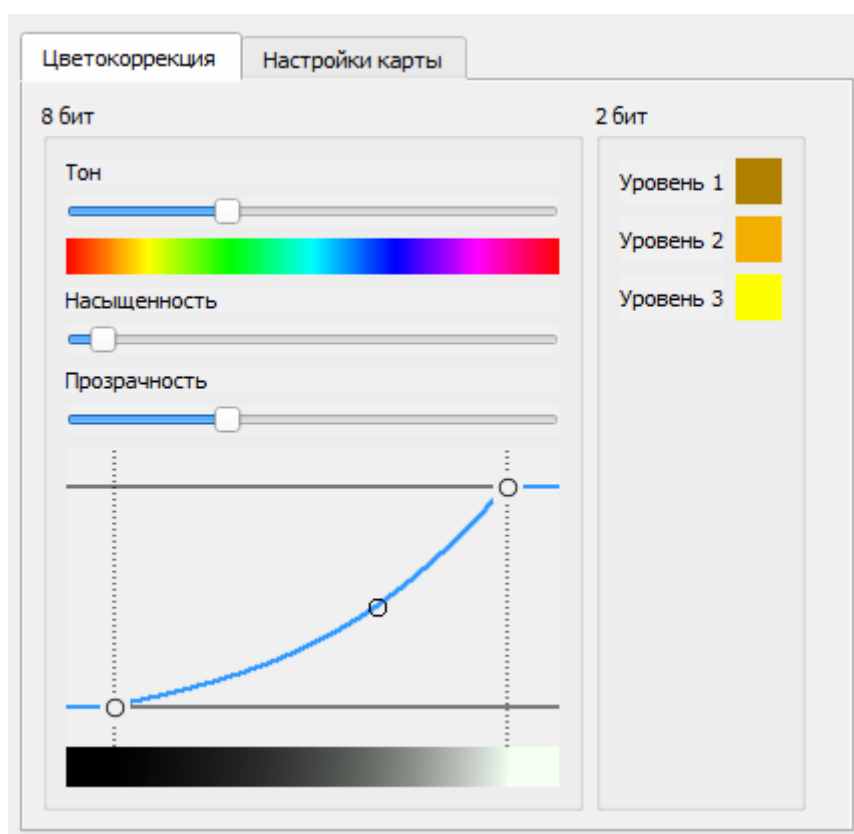 Цветокоррекция
Настройки карты
8 бит
2 бит
Тон
Насыщенность
Прозрачность
Уровень 1
Уровень 2
Уровень 3